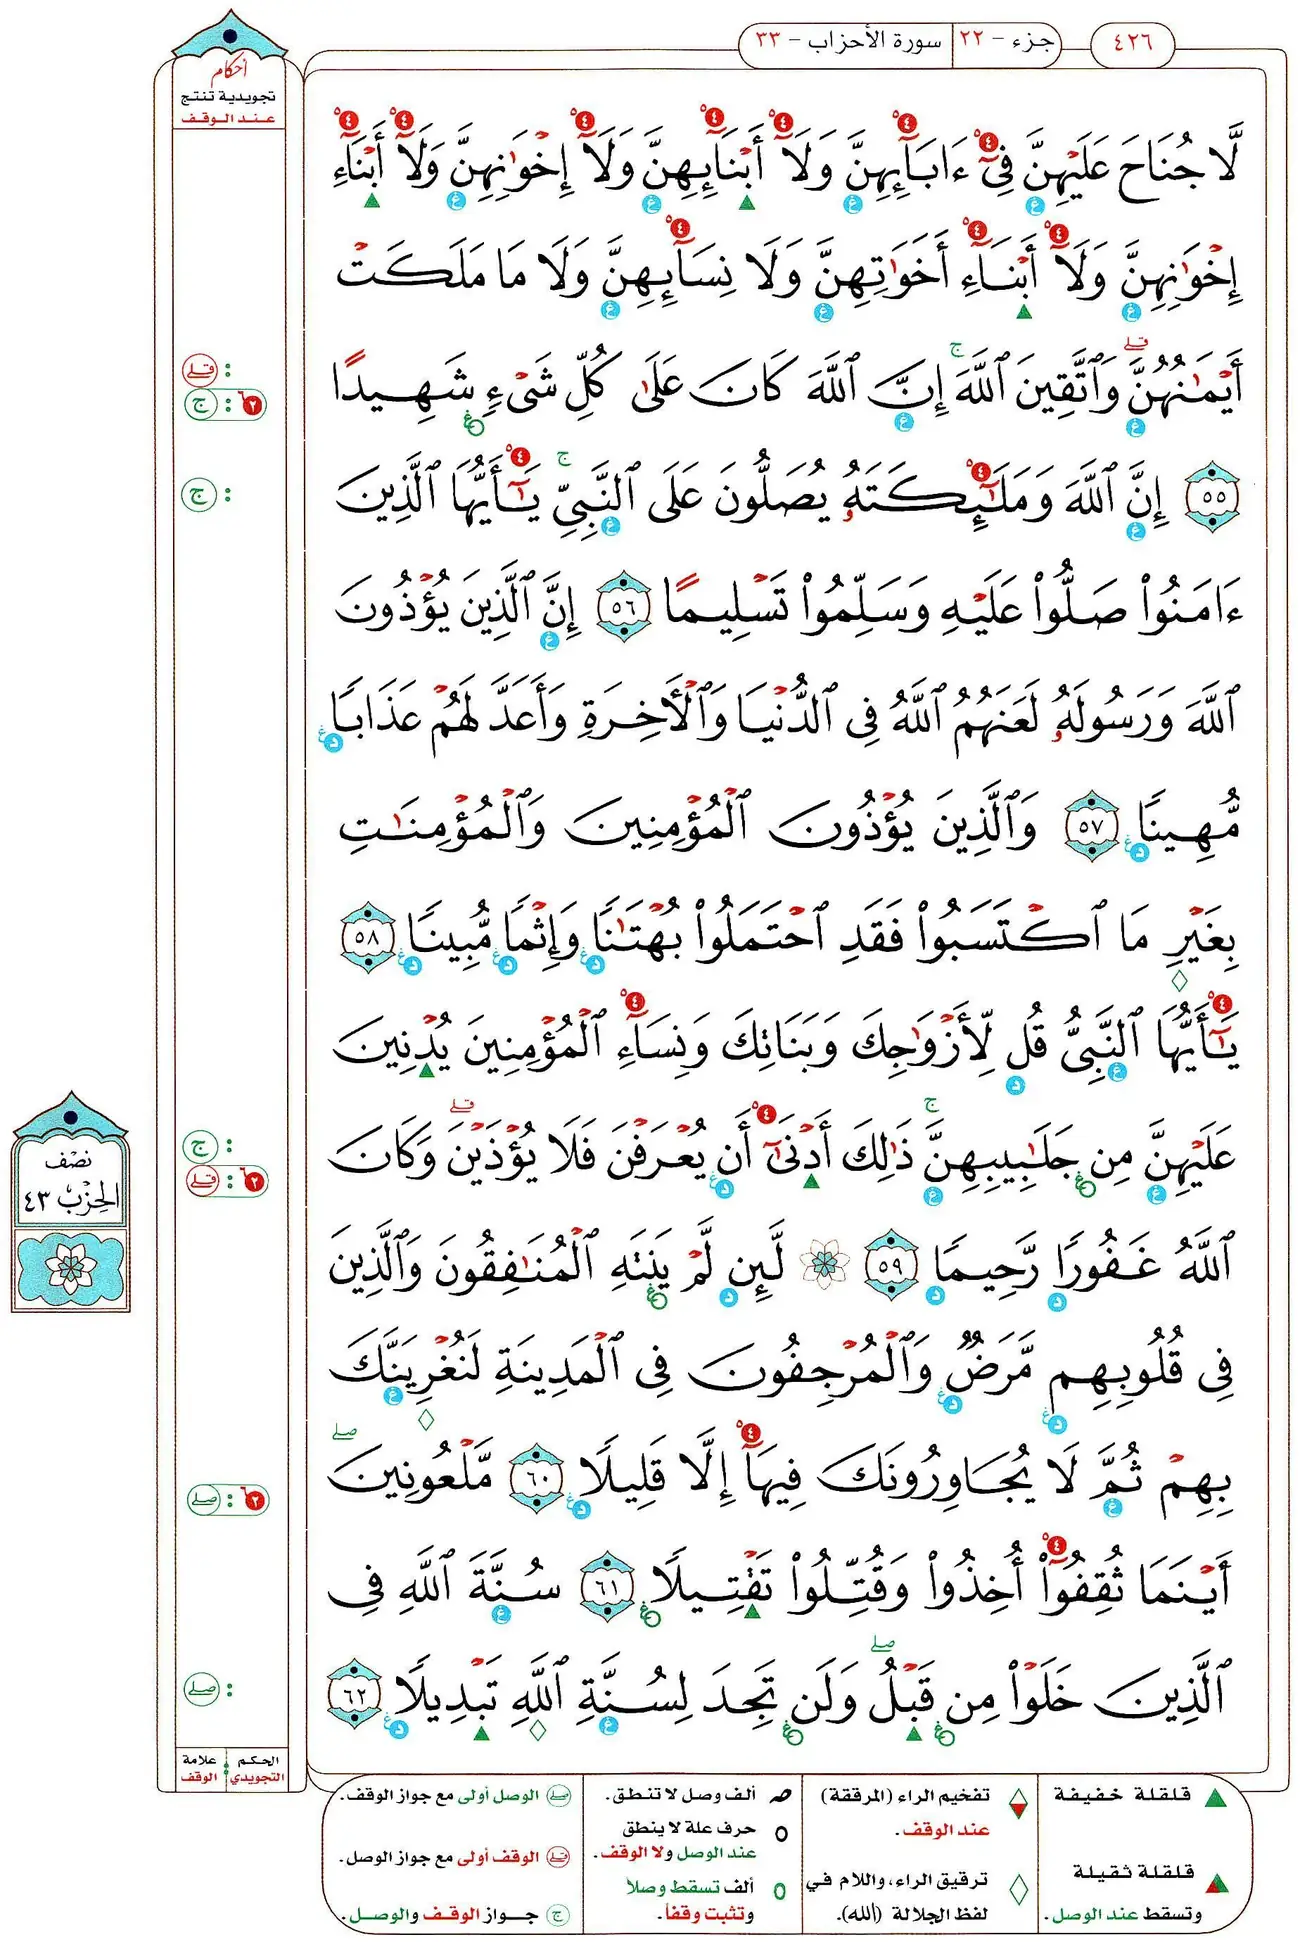 ٤٢٦
جزء - ٢٢ سورة الأحزاب - ٣٣
أحكام
تجويدية تنتج
عند الوقف
لَّا جُنَاحَ عَلَيْهِنَّ فِىٓ ءَابَآئِهِنَّ وَلَآ أَبْنَآئِهِنَّ وَلَآ إِخْوَٰنِهِنَّ وَلَآ أَبْنَآءِ
إِخْوَٰنِهِنَّ وَلَآ أَبْنَآءِ أَخَوَٰتِهِنَّ وَلَا نِسَآئِهِنَّ وَلَا مَا مَلَكَتْ
أَيْمَٰنُهُنَّ ۗ وَٱتَّقِينَ ٱللَّهَ ۚ إِنَّ ٱللَّهَ كَانَ عَلَىٰ كُلِّ شَىْءٍ شَهِيدًا
٥٥ إِنَّ ٱللَّهَ وَمَلَٰٓئِكَتَهُۥ يُصَلُّونَ عَلَى ٱلنَّبِىِّ ۚ يَٰٓأَيُّهَا ٱلَّذِينَ
ءَامَنُوا۟ صَلُّوا۟ عَلَيْهِ وَسَلِّمُوا۟ تَسْلِيمًا ٥٦ إِنَّ ٱلَّذِينَ يُؤْذُونَ
ٱللَّهَ وَرَسُولَهُۥ لَعَنَهُمُ ٱللَّهُ فِى ٱلدُّنْيَا وَٱلْءَاخِرَةِ وَأَعَدَّ لَهُمْ عَذَابًا
مُّهِينًا ٥٧ وَٱلَّذِينَ يُؤْذُونَ ٱلْمُؤْمِنِينَ وَٱلْمُؤْمِنَٰتِ
بِغَيْرِ مَا ٱكْتَسَبُوا۟ فَقَدِ ٱحْتَمَلُوا۟ بُهْتَٰنًا وَإِثْمًا مُّبِينًا ٥٨
يَٰٓأَيُّهَا ٱلنَّبِىُّ قُل لِّأَزْوَٰجِكَ وَبَنَاتِكَ وَنِسَآءِ ٱلْمُؤْمِنِينَ يُدْنِينَ
عَلَيْهِنَّ مِن جَلَٰبِيبِهِنَّ ۚ ذَٰلِكَ أَدْنَىٰٓ أَن يُعْرَفْنَ فَلَا يُؤْذَيْنَ ۗ وَكَانَ
ٱللَّهُ غَفُورًا رَّحِيمًا ٥٩ ۞ لَّئِن لَّمْ يَنتَهِ ٱلْمُنَٰفِقُونَ وَٱلَّذِينَ
فِى قُلُوبِهِم مَّرَضٌ وَٱلْمُرْجِفُونَ فِى ٱلْمَدِينَةِ لَنُغْرِيَنَّكَ
بِهِمْ ثُمَّ لَا يُجَاوِرُونَكَ فِيهَآ إِلَّا قَلِيلًا ٦٠ مَّلْعُونِينَ ۖ
أَيْنَمَا ثُقِفُوٓا۟ أُخِذُوا۟ وَقُتِّلُوا۟ تَقْتِيلًا ٦١ سُنَّةَ ٱللَّهِ فِى
ٱلَّذِينَ خَلَوْا۟ مِن قَبْلُ ۖ وَلَن تَجِدَ لِسُنَّةِ ٱللَّهِ تَبْدِيلًا ٦٢
نصف
الحزب ٤٣
الحكم التجويدي
علامة الوقف
قلقلة خفيفة
قلقلة ثقيلة
وتسقط عند الوصل.
تفخيم الراء (المرققة)
عند الوقف.
ترقيق الراء، واللام في
لفظ الجلالة (الله).
ألف وصل لا تنطق.
حرف علة لا ينطق
عند الوصل ولا الوقف.
ألف تسقط وصلاً
وتثبت وقفاً.
الوصل أولى مع جواز الوقف.
الوقف أولى مع جواز الوصل.
جواز الوقف والوصل.